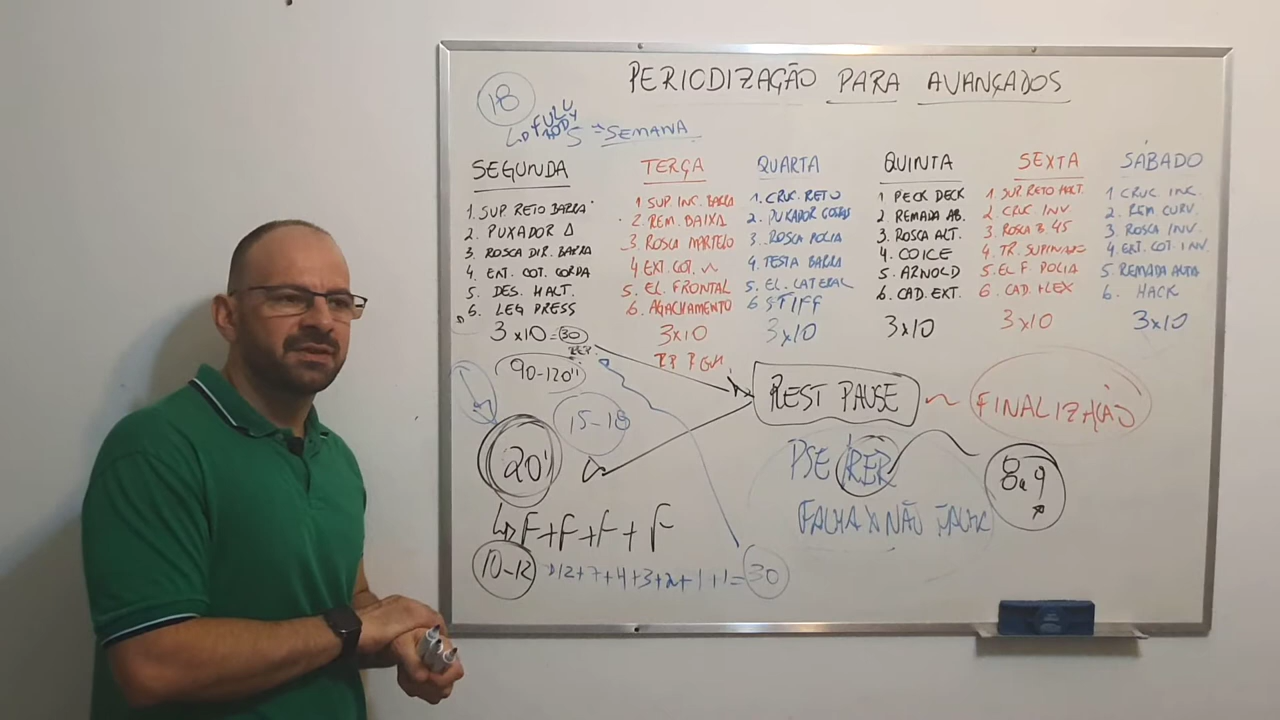 PERIODIZAÇÃO PARA AVANÇADOS
18
FULL BODY
5 = SEMANA
SEGUNDA
1. SUP. RETO BARRA
2. PUXADOR Δ
3. ROSCA DIR. BARRA
4. EXT. COT. CORDA
5. DES. HALT.
6. LEG PRESS
3 x 10 = 30
REP.
90-120"
TERÇA
1 SUP. INC. BARRA
2. REM. BAIXA
3. ROSCA MARTELO
4 EXT. COT.
5. EL. FRONTAL
6. AGACHAMENTO
3x10
QUARTA
1. CRUC. RETO
2. PUXADOR COSTAS
3. ROSCA POLIA
4. TESTA BARRA
5. EL. LATERAL
6 STIFF
3x10
QUINTA
1 PECK DECK
2. REMADA AB.
3. ROSCA ALT.
4. COICE
5. ARNOLD
6. CAD. EXT.
3x10
SEXTA
1. SUP. RETO HALT.
2. CRUC INV.
3. ROSCA B. 45
4. TR. SUPINADO
5. EL F. POLIA
6. CAD. FLEX
3x10
SÁBADO
1 CRUC. INC.
2. REM CURV.
3. ROSCA INV.
4. EXT. COT. INV.
5. REMADA ALTA
6. HACK
3x10
REST PAUSE
FINALIZAÇÃO
15-18
20'
PSE RER
8 a 9
FALHA X NÃO FALHA
F+F+F+F
10-12
12+7+4+3+2+1+1=30